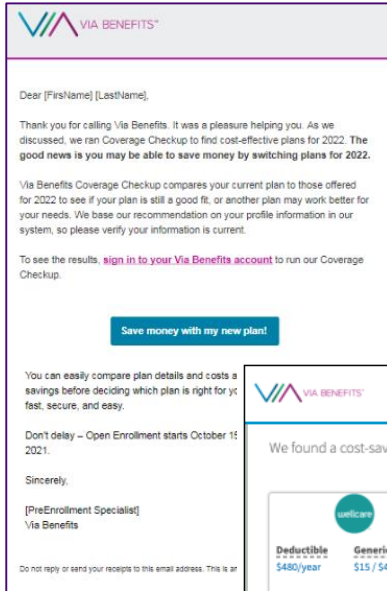 VIA BENEFITS™
Dear [FirsName] [LastName],
Thank you for calling Via Benefits. It was a pleasure helping you. As we
discussed, we ran Coverage Checkup to find cost-effective plans for 2022. The
good news is you may be able to save money by switching plans for 2022.
Via Benefits Coverage Checkup compares your current plan to those offered
for 2022 to see if your plan is still a good fit, or another plan may work better for
your needs. We base our recommendation on your profile information in our
system, so please verify your information is current.
To see the results, sign in to your Via Benefits account to run our Coverage
Checkup.
Save money with my new plan!
You can easily compare plan details and costs a
savings before deciding which plan is right for yo
fast, secure, and easy.
Don't delay – Open Enrollment starts October 15
2021.
Sincerely,
[PreEnrollment Specialist]
Via Benefits
Do not reply or send your receipts to this email address. This is an
VIA BENEFITS™
We found a cost-sav
wellcare
Deductible Generic
$480/year $15 / $4